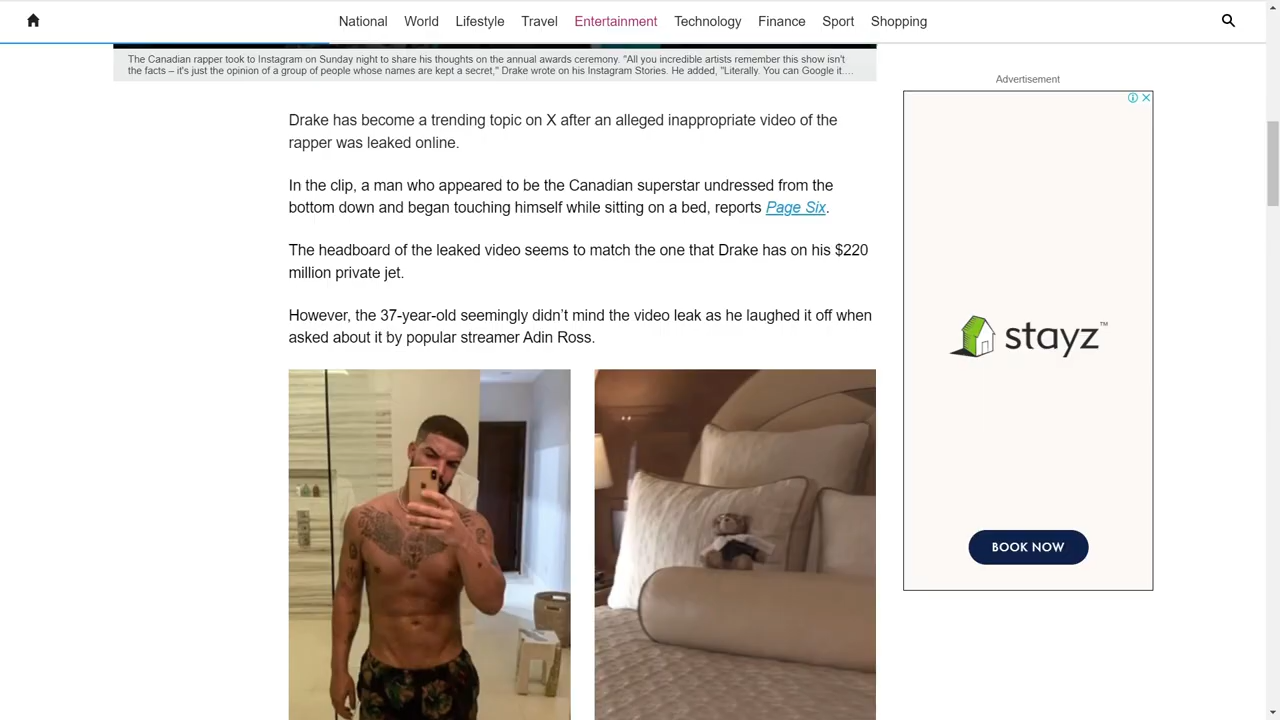 National World Lifestyle Travel Entertainment Technology Finance Sport Shopping
The Canadian rapper took to Instagram on Sunday night to share his thoughts on the annual awards ceremony. "All you incredible artists remember this show isn't
the facts – it's just the opinion of a group of people whose names are kept a secret," Drake wrote on his Instagram Stories. He added, "Literally. You can Google it....
Drake has become a trending topic on X after an alleged inappropriate video of the
rapper was leaked online.
In the clip, a man who appeared to be the Canadian superstar undressed from the
bottom down and began touching himself while sitting on a bed, reports Page Six.
The headboard of the leaked video seems to match the one that Drake has on his $220
million private jet.
However, the 37-year-old seemingly didn’t mind the video leak as he laughed it off when
asked about it by popular streamer Adin Ross.
Advertisement
stayz™
BOOK NOW